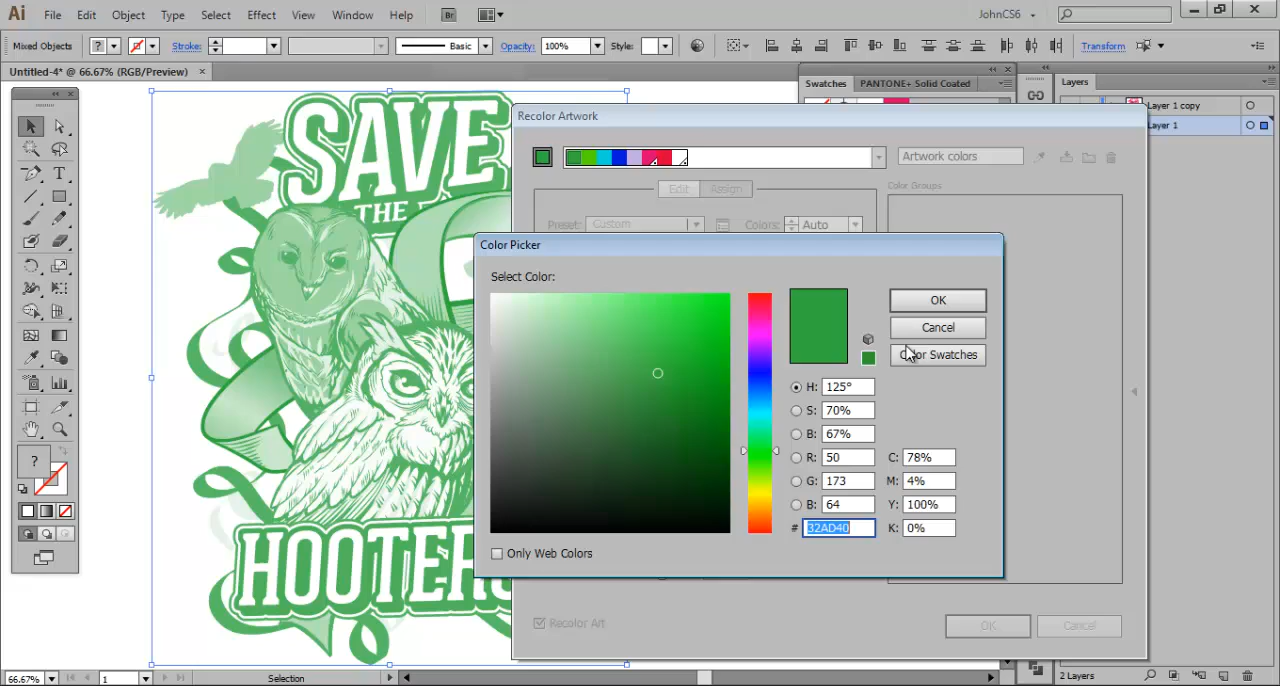 Ai File Edit Object Type Select Effect View Window Help Br JohnCS6
Mixed Objects ? Stroke: Basic Opacity: 100% Style: Transform
Untitled-4* @ 66.67% (RGB/Preview) ×
Swatches PANTONE+ Solid Coated
Layers
Layer 1 copy
Layer 1
SAVE
THE
HOOTER
Recolor Artwork
Artwork colors
Edit Assign
Color Groups
Preset: Custom Colors: Auto
Color Picker
Select Color:
OK
Cancel
Color Swatches
H: 125°
S: 70%
B: 67%
R: 50 C: 78%
G: 173 M: 4%
B: 64 Y: 100%
# 32AD40 K: 0%
Only Web Colors
Recolor Art
OK Cancel
?
T
66.67% 1 Selection 2 Layers